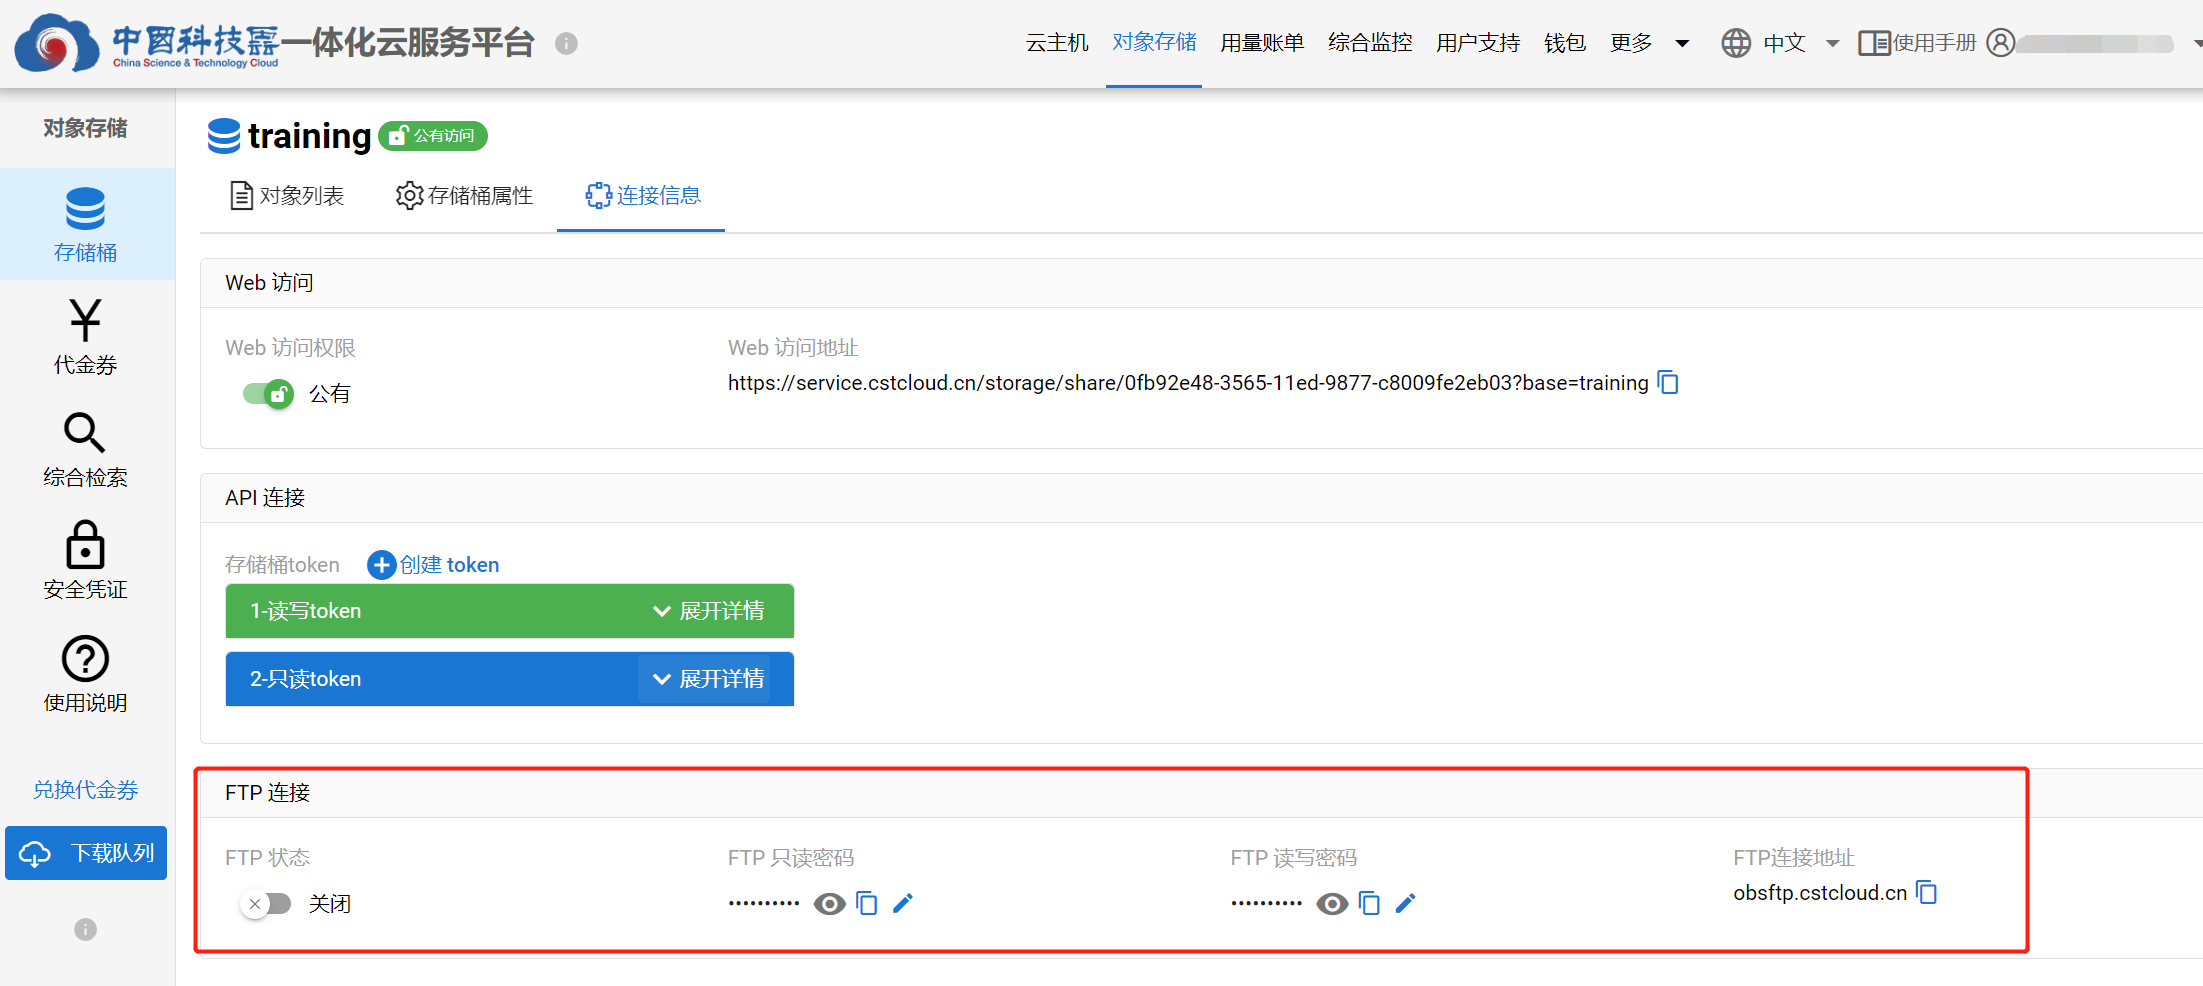 中國科技雲 China Science & Technology Cloud 一体化云服务平台
云主机 对象存储 用量账单 综合监控 用户支持 钱包 更多 中文 使用手册
对象存储
存储桶
代金券
综合检索
安全凭证
使用说明
兑换代金券
下载队列
training 公有访问
对象列表 存储桶属性 连接信息
Web 访问
Web 访问权限 Web 访问地址
公有 https://service.cstcloud.cn/storage/share/0fb92e48-3565-11ed-9877-c8009fe2eb03?base=training
API 连接
存储桶token 创建 token
1-读写token 展开详情
2-只读token 展开详情
FTP 连接
FTP 状态 FTP 只读密码 FTP 读写密码 FTP连接地址
关闭 •••••••••• •••••••••• obsftp.cstcloud.cn